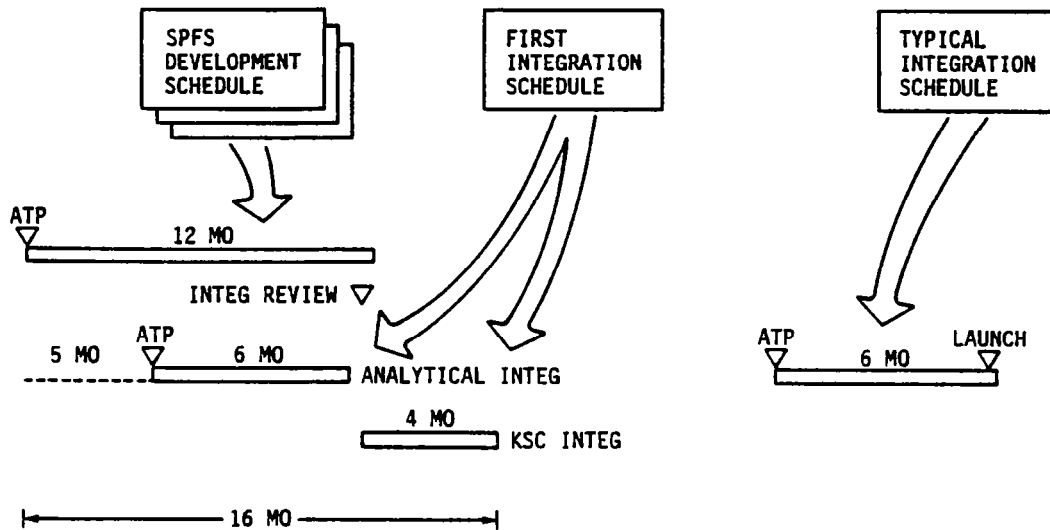 SPFS
DEVELOPMENT
SCHEDULE
FIRST
INTEGRATION
SCHEDULE
TYPICAL
INTEGRATION
SCHEDULE
ATP
12 MO
INTEG REVIEW
ATP
5 MO
6 MO
ANALYTICAL INTEG
4 MO
KSC INTEG
16 MO
ATP
LAUNCH
6 MO